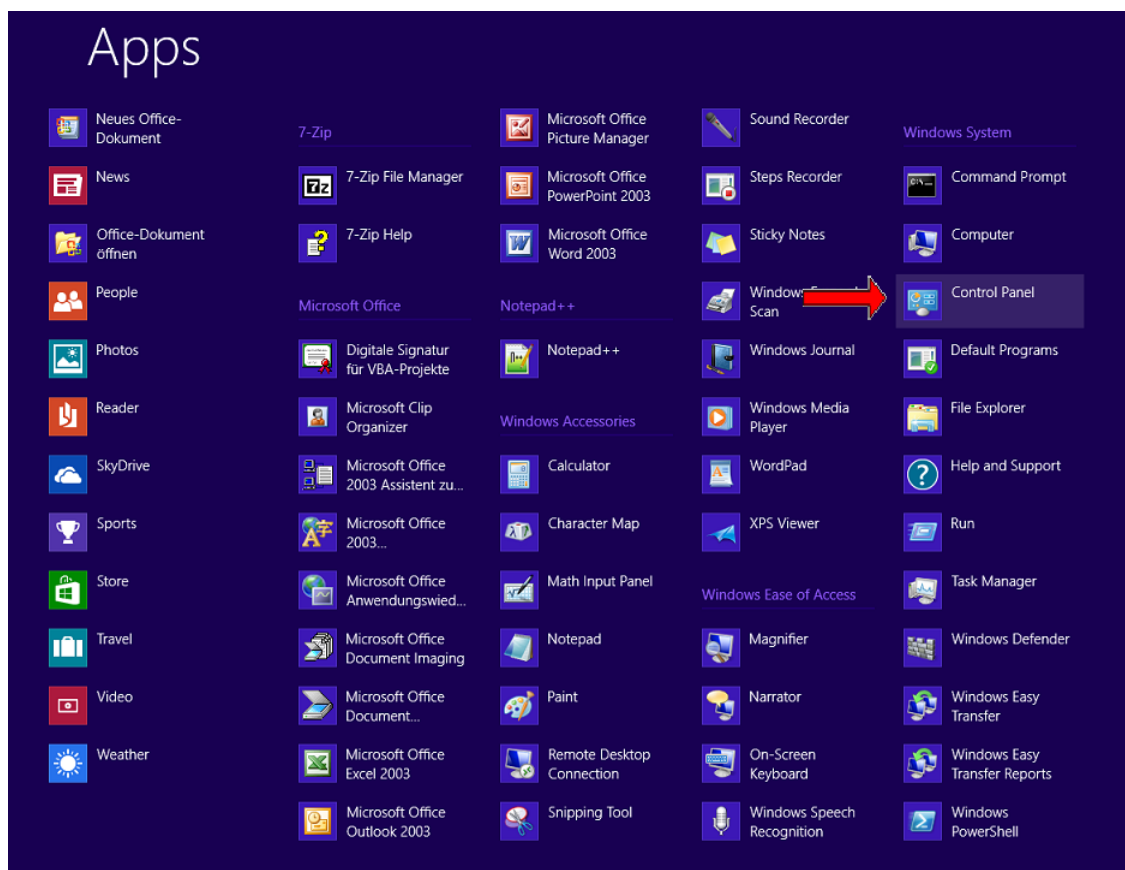 Apps
Neues Office-
Dokument
News
Office-Dokument
öffnen
People
Photos
Reader
SkyDrive
Sports
Store
Travel
Video
Weather
7-Zip
7-Zip File Manager
7-Zip Help
Microsoft Office
Digitale Signatur
für VBA-Projekte
Microsoft Clip
Organizer
Microsoft Office
2003 Assistent zu...
Microsoft Office
2003...
Microsoft Office
Anwendungswied...
Microsoft Office
Document Imaging
Microsoft Office
Document...
Microsoft Office
Excel 2003
Microsoft Office
Outlook 2003
Microsoft Office
Picture Manager
Microsoft Office
PowerPoint 2003
Microsoft Office
Word 2003
Notepad++
Notepad++
Windows Accessories
Calculator
Character Map
Math Input Panel
Notepad
Paint
Remote Desktop
Connection
Snipping Tool
Sound Recorder
Steps Recorder
Sticky Notes
Windows
Scan
Windows Journal
Windows Media
Player
WordPad
XPS Viewer
Windows Ease of Access
Magnifier
Narrator
On-Screen
Keyboard
Windows Speech
Recognition
Windows System
Command Prompt
Computer
Control Panel
Default Programs
File Explorer
Help and Support
Run
Task Manager
Windows Defender
Windows Easy
Transfer
Windows Easy
Transfer Reports
Windows
PowerShell